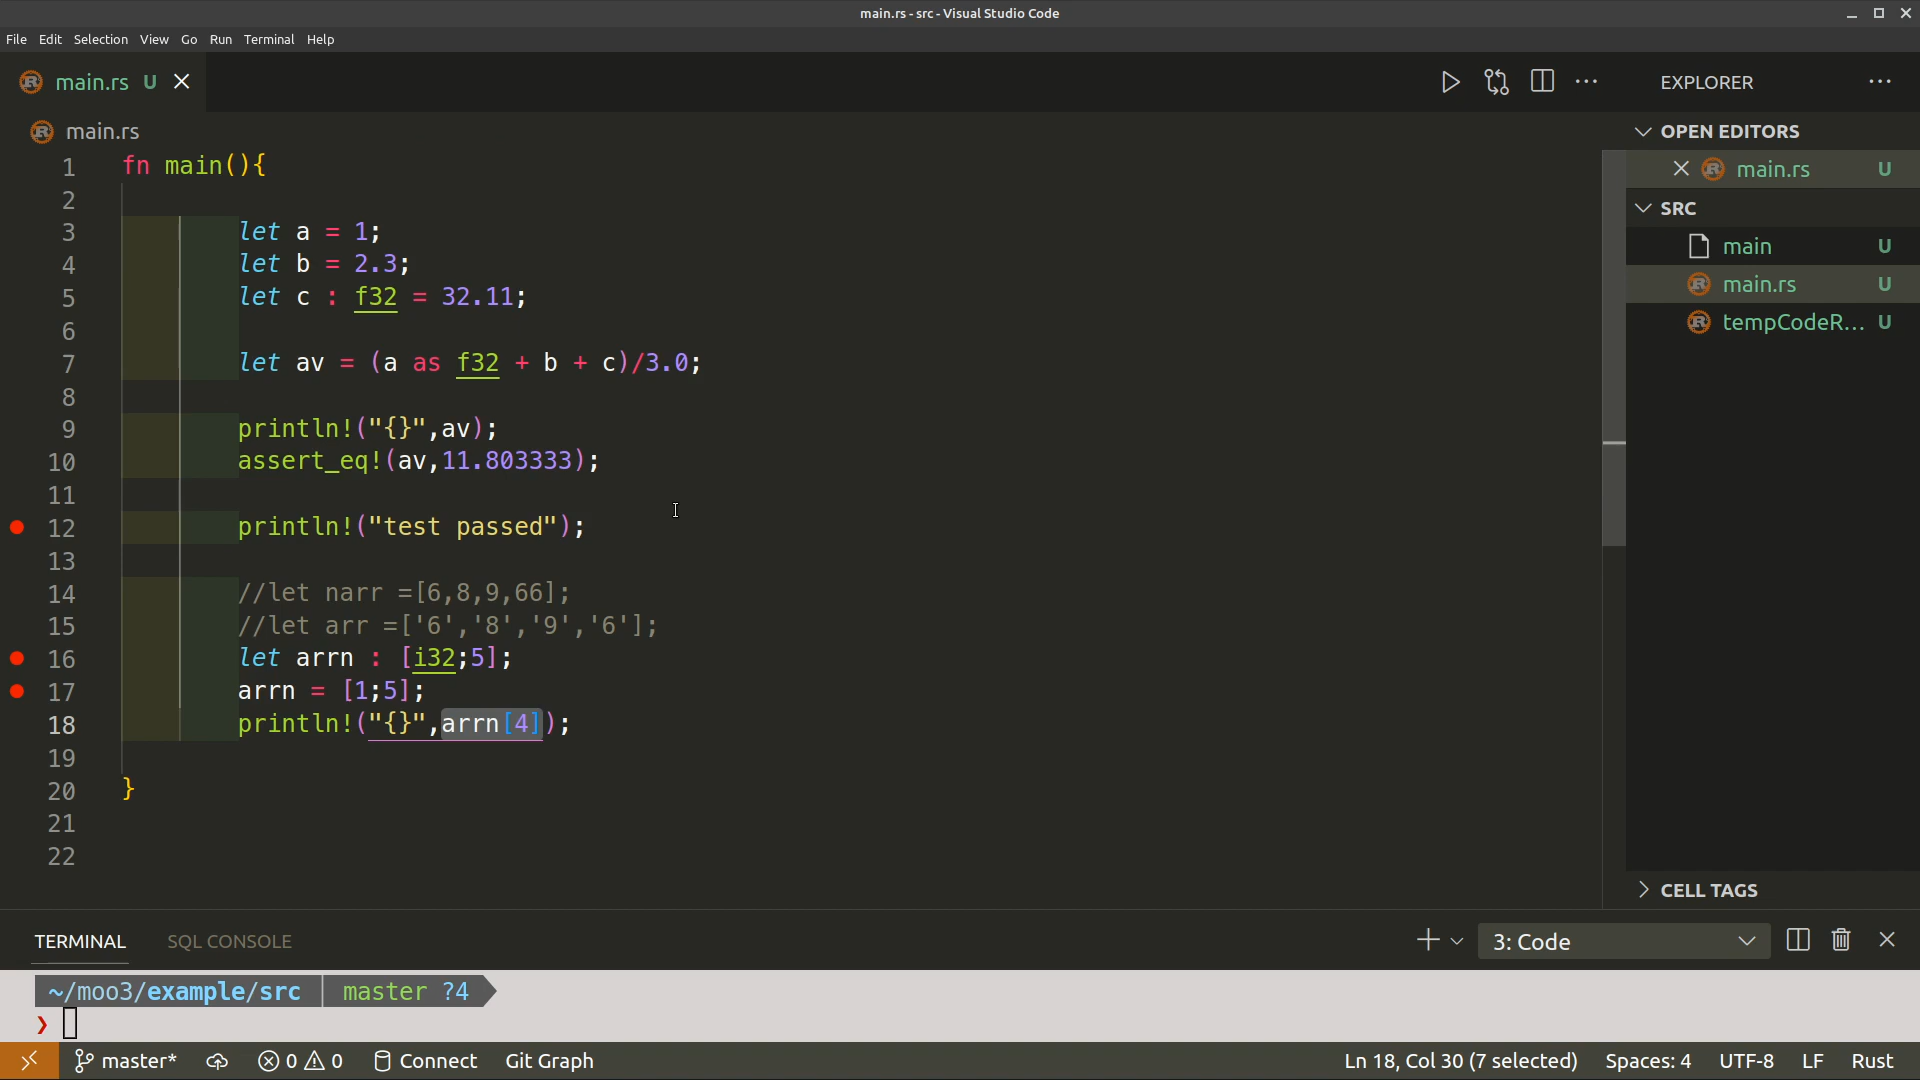 main.rs - src - Visual Studio Code
File Edit Selection View Go Run Terminal Help
main.rs U
EXPLORER
main.rs
OPEN EDITORS
main.rs U
SRC
main U
main.rs U
tempCodeR... U
1 fn main(){
2
3 let a = 1;
4 let b = 2.3;
5 let c : f32 = 32.11;
6
7 let av = (a as f32 + b + c)/3.0;
8
9 println!("{}",av);
10 assert_eq!(av,11.803333);
11
12 println!("test passed");
13
14 //let narr =[6,8,9,66];
15 //let arr =['6','8','9','6'];
16 let arrn : [i32;5];
17 arrn = [1;5];
18 println!("{}",arrn[4]);
19
20 }
21
22
CELL TAGS
TERMINAL SQL CONSOLE
3: Code
~/moo3/example/src master ?4
❯
master* 0 0 Connect Git Graph Ln 18, Col 30 (7 selected) Spaces: 4 UTF-8 LF Rust